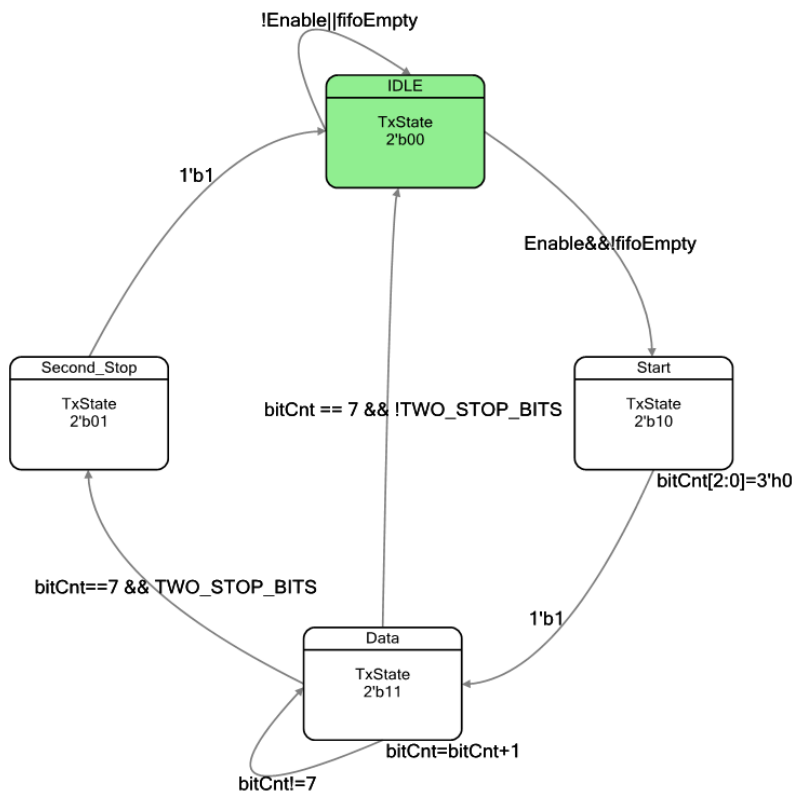 !Enable||fifoEmpty
IDLE
TxState
2'b00
1'b1
Enable&&!fifoEmpty
Second_Stop
TxState
2'b01
Start
TxState
2'b10
bitCnt == 7 && !TWO_STOP_BITS
bitCnt[2:0]=3'h0
bitCnt==7 && TWO_STOP_BITS
1'b1
Data
TxState
2'b11
bitCnt=bitCnt+1
bitCnt!=7